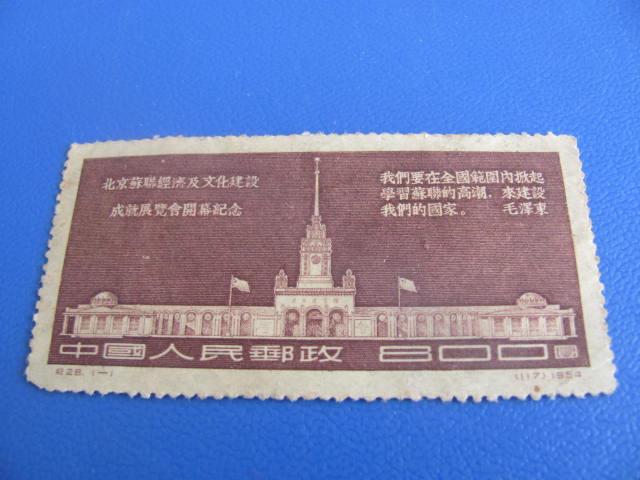 北京蘇聯經濟及文化建設
成就展覽會開幕紀念
我們要在全國範圍內掀起
學習蘇聯的高潮，來建設
我們的國家。 毛澤東
中國人民郵政 800圓
紀28.(一) (117)1954